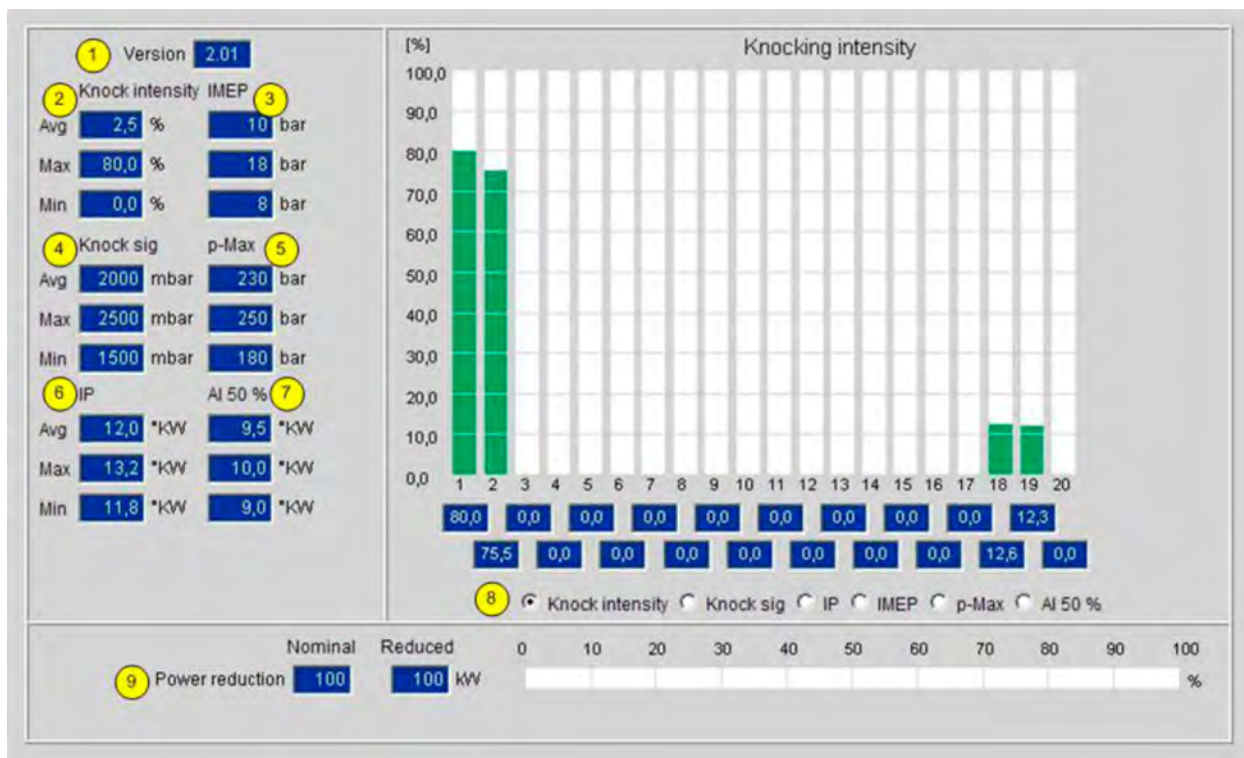 1 Version 2.01
Knock intensity IMEP
2 3
Avg 2,5 % 10 bar
Max 80,0 % 18 bar
Min 0,0 % 8 bar
4 Knock sig p-Max 5
Avg 2000 mbar 230 bar
Max 2500 mbar 250 bar
Min 1500 mbar 180 bar
6 IP AI 50 % 7
Avg 12,0 °KW 9,5 °KW
Max 13,2 °KW 10,0 °KW
Min 11,8 °KW 9,0 °KW
[%] Knocking intensity
100,0
90,0
80,0
70,0
60,0
50,0
40,0
30,0
20,0
10,0
0,0
1 2 3 4 5 6 7 8 9 10 11 12 13 14 15 16 17 18 19 20
80,0 0,0 0,0 0,0 0,0 0,0 0,0 0,0 0,0 12,3
75,5 0,0 0,0 0,0 0,0 0,0 0,0 0,0 12,6 0,0
8 Knock intensity Knock sig IP IMEP p-Max AI 50 %
Nominal Reduced 0 10 20 30 40 50 60 70 80 90 100
9 Power reduction 100 100 kW %